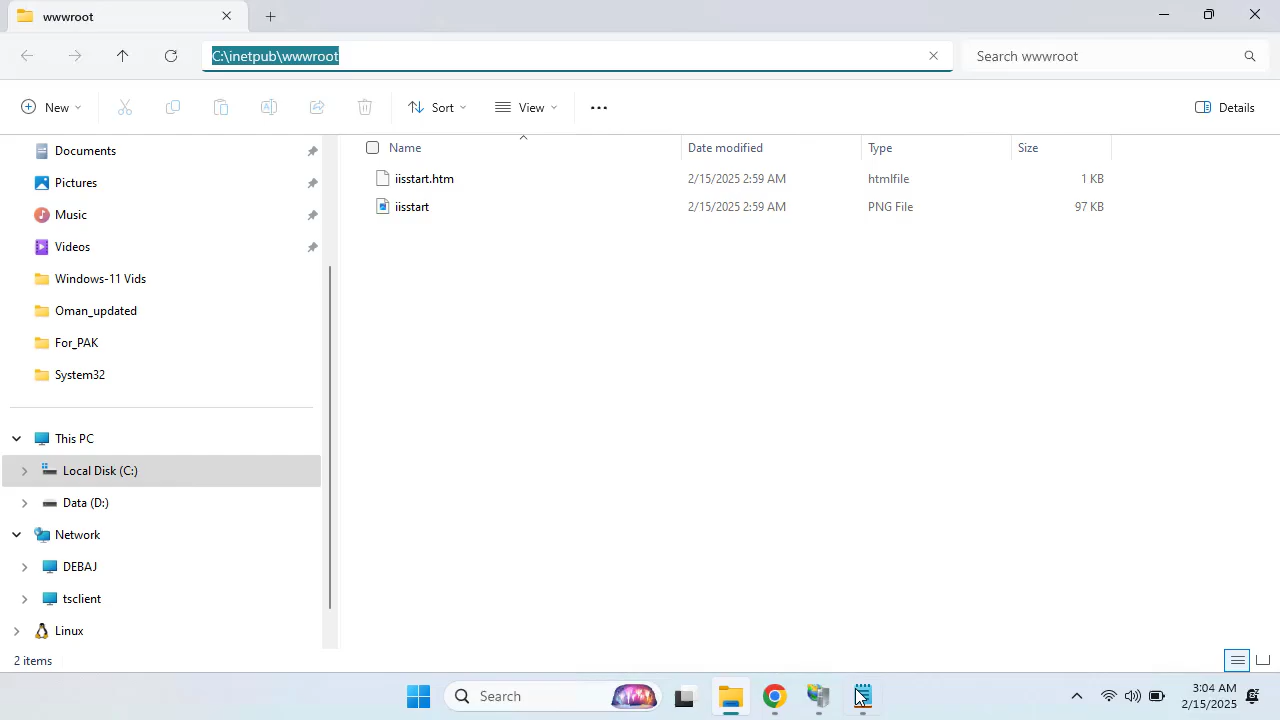 wwwroot
C:\inetpub\wwwroot
Search wwwroot
New
Sort
View
Details
Name Date modified Type Size
iisstart.htm 2/15/2025 2:59 AM htmlfile 1 KB
iisstart 2/15/2025 2:59 AM PNG File 97 KB
Documents
Pictures
Music
Videos
Windows-11 Vids
Oman_updated
For_PAK
System32
This PC
Local Disk (C:)
Data (D:)
Network
DEBAJ
tsclient
Linux
2 items
Search
3:04 AM
2/15/2025